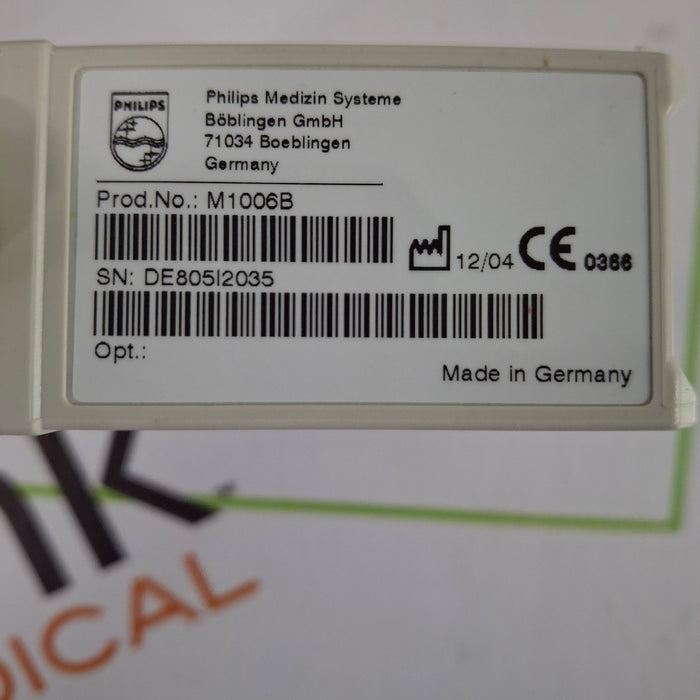 PHILIPS
Philips Medizin Systeme
Böblingen GmbH
71034 Boeblingen
Germany
Prod.No.: M1006B
12/04 CE 0366
SN: DE805I2035
Opt.:
Made in Germany
DICAL